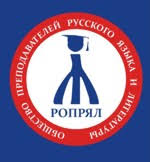 ОБЩЕСТВО ПРЕПОДАВАТЕЛЕЙ РУССКОГО ЯЗЫКА И ЛИТЕРАТУРЫ
РОПРЯЛ